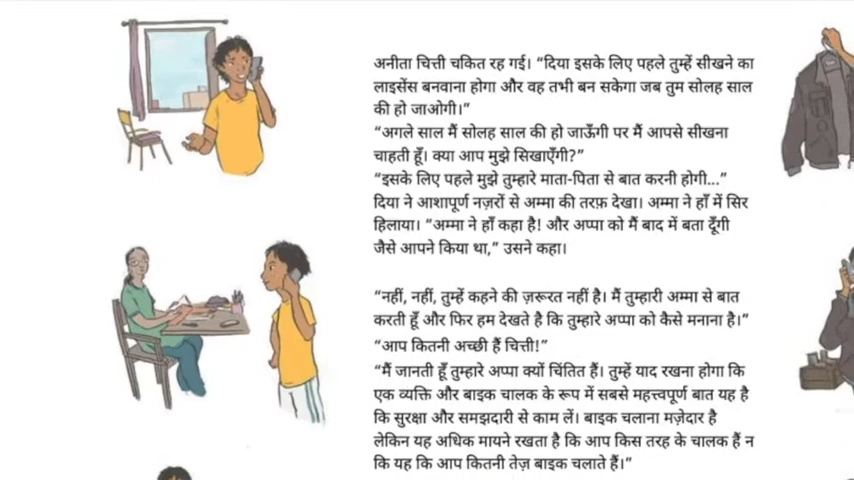 अनीता चित्ती चकित रह गई। “दिया इसके लिए पहले तुम्हें सीखने का
लाइसेंस बनवाना होगा और वह तभी बन सकेगा जब तुम सोलह साल
की हो जाओगी।”
“अगले साल मैं सोलह साल की हो जाऊँगी पर मैं आपसे सीखना
चाहती हूँ। क्या आप मुझे सिखाएँगी?”
“इसके लिए पहले मुझे तुम्हारे माता-पिता से बात करनी होगी...”
दिया ने आशापूर्ण नज़रों से अम्मा की तरफ़ देखा। अम्मा ने हाँ में सिर
हिलाया। “अम्मा ने हाँ कहा है! और अप्पा को मैं बाद में बता दूँगी
जैसे आपने किया था,” उसने कहा।
“नहीं, नहीं, तुम्हें कहने की ज़रूरत नहीं है। मैं तुम्हारी अम्मा से बात
करती हूँ और फिर हम देखते है कि तुम्हारे अप्पा को कैसे मनाना है।”
“आप कितनी अच्छी हैं चित्ती!”
“मैं जानती हूँ तुम्हारे अप्पा क्यों चिंतित हैं। तुम्हें याद रखना होगा कि
एक व्यक्ति और बाइक चालक के रूप में सबसे महत्त्वपूर्ण बात यह है
कि सुरक्षा और समझदारी से काम लें। बाइक चलाना मज़ेदार है
लेकिन यह अधिक मायने रखता है कि आप किस तरह के चालक हैं न
कि यह कि आप कितनी तेज़ बाइक चलाते हैं।”